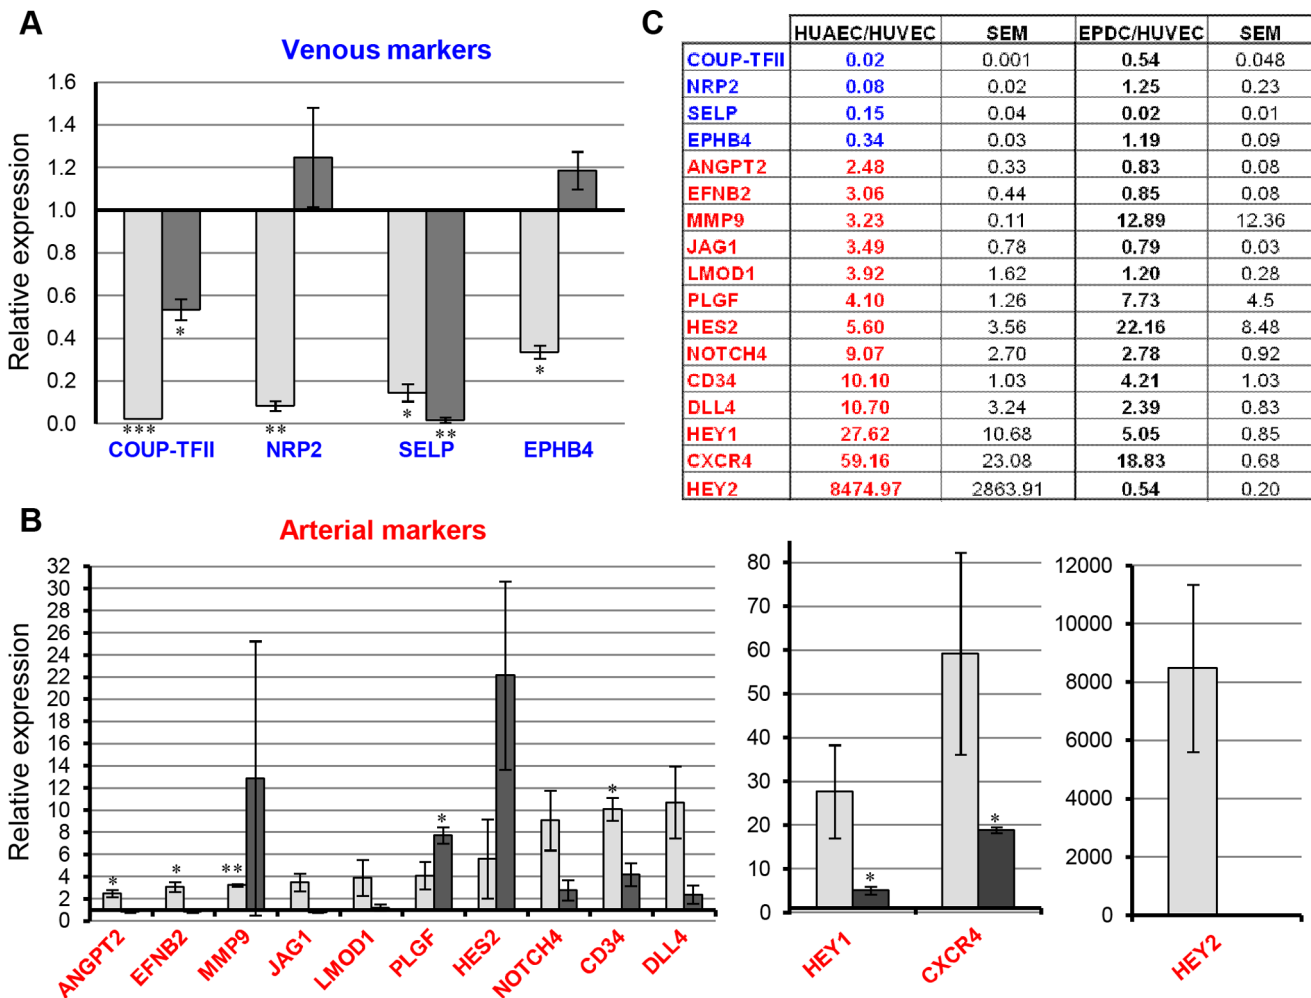 A
Venous markers
Relative expression
1.6
1.4
1.2
1.0
0.8
0.6
0.4
0.2
0.0
*
*
*
***
**
**
COUP-TFII NRP2 SELP EPHB4
C
HUAEC/HUVEC SEM EPDC/HUVEC SEM
COUP-TFII 0.02 0.001 0.54 0.048
NRP2 0.08 0.02 1.25 0.23
SELP 0.15 0.04 0.02 0.01
EPHB4 0.34 0.03 1.19 0.09
ANGPT2 2.48 0.33 0.83 0.08
EFNB2 3.06 0.44 0.85 0.08
MMP9 3.23 0.11 12.89 12.36
JAG1 3.49 0.78 0.79 0.03
LMOD1 3.92 1.62 1.20 0.28
PLGF 4.10 1.26 7.73 4.5
HES2 5.60 3.56 22.16 8.48
NOTCH4 9.07 2.70 2.78 0.92
CD34 10.10 1.03 4.21 1.03
DLL4 10.70 3.24 2.39 0.83
HEY1 27.62 10.68 5.05 0.85
CXCR4 59.16 23.08 18.83 0.68
HEY2 8474.97 2863.91 0.54 0.20
B
Arterial markers
Relative expression
32
30
28
26
24
22
20
18
16
14
12
10
8
6
4
2
0
*
*
**
*
*
ANGPT2 EFNB2 MMP9 JAG1 LMOD1 PLGF HES2 NOTCH4 CD34 DLL4
80
70
60
50
40
30
20
10
0
*
*
HEY1 CXCR4
12000
10000
8000
6000
4000
2000
0
HEY2